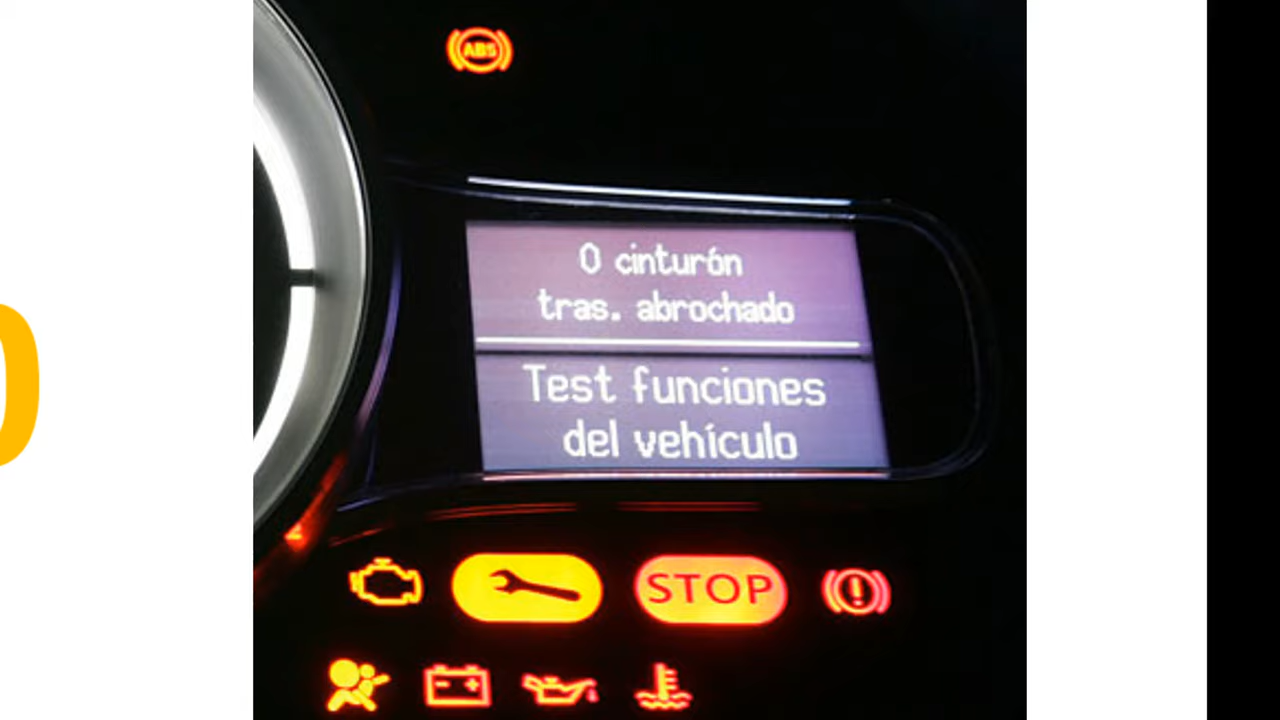 ABS
0 cinturón
tras. abrochado
Test funciones
del vehículo
STOP